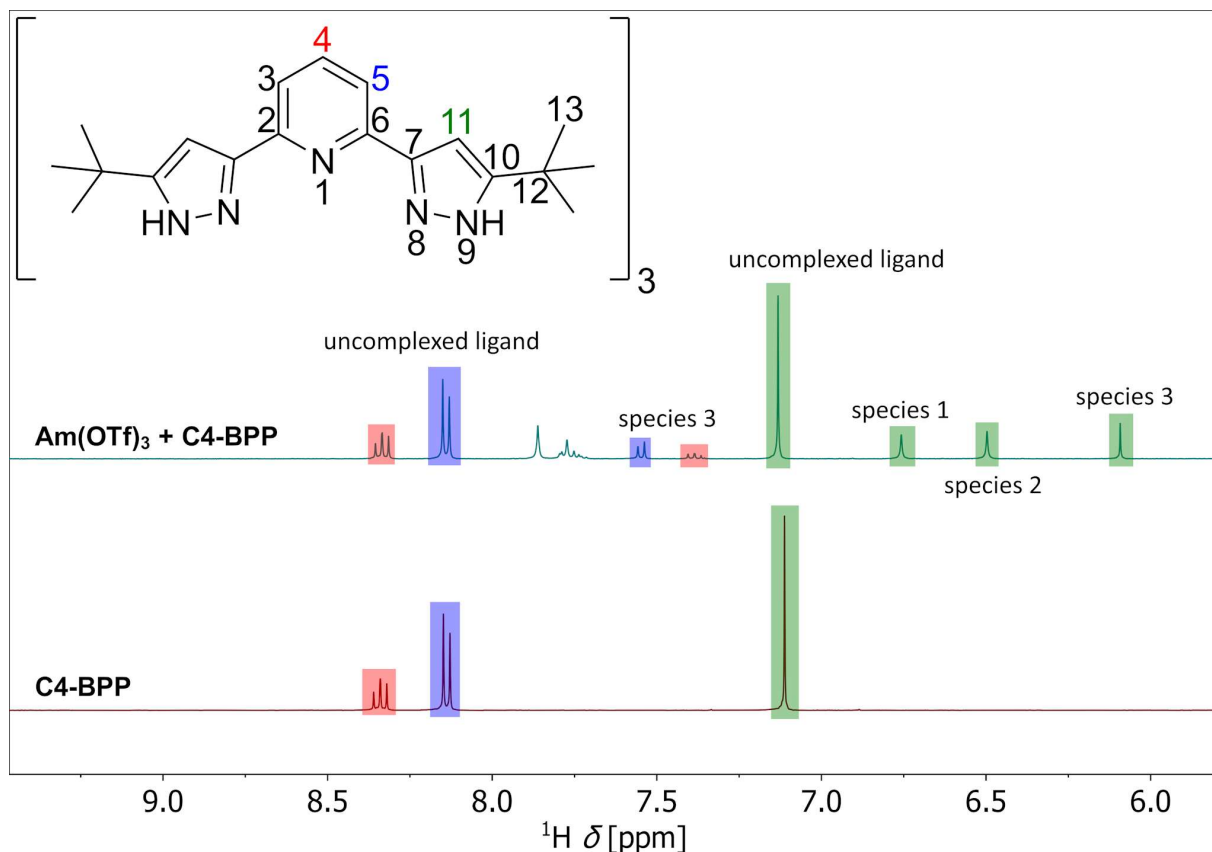 4
3
5
13
2
6
11
7
10
N
1
12
HN
N
N
8
NH
9
3
uncomplexed ligand
uncomplexed ligand
species 3
species 1
species 3
Am(OTf)₃ + C4-BPP
species 2
C4-BPP
9.0 8.5 8.0 7.5 7.0 6.5 6.0
¹H δ [ppm]